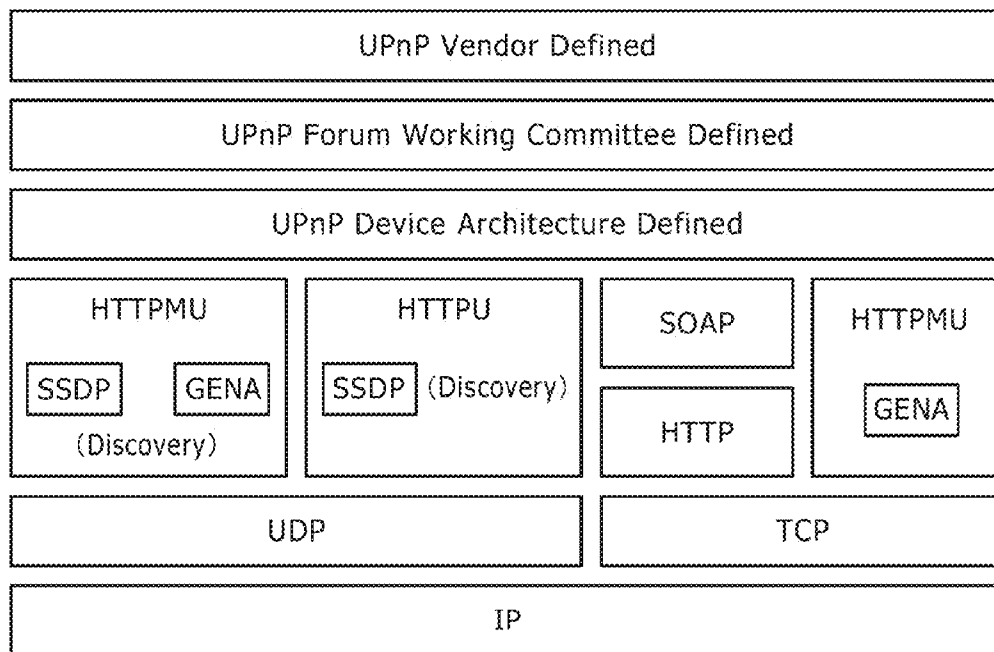 UPnP Vendor Defined
UPnP Forum Working Committee Defined
UPnP Device Architecture Defined
HTTPMU
SSDP
GENA
(Discovery)
HTTPU
SSDP (Discovery)
SOAP
HTTP
HTTPMU
GENA
UDP
TCP
IP